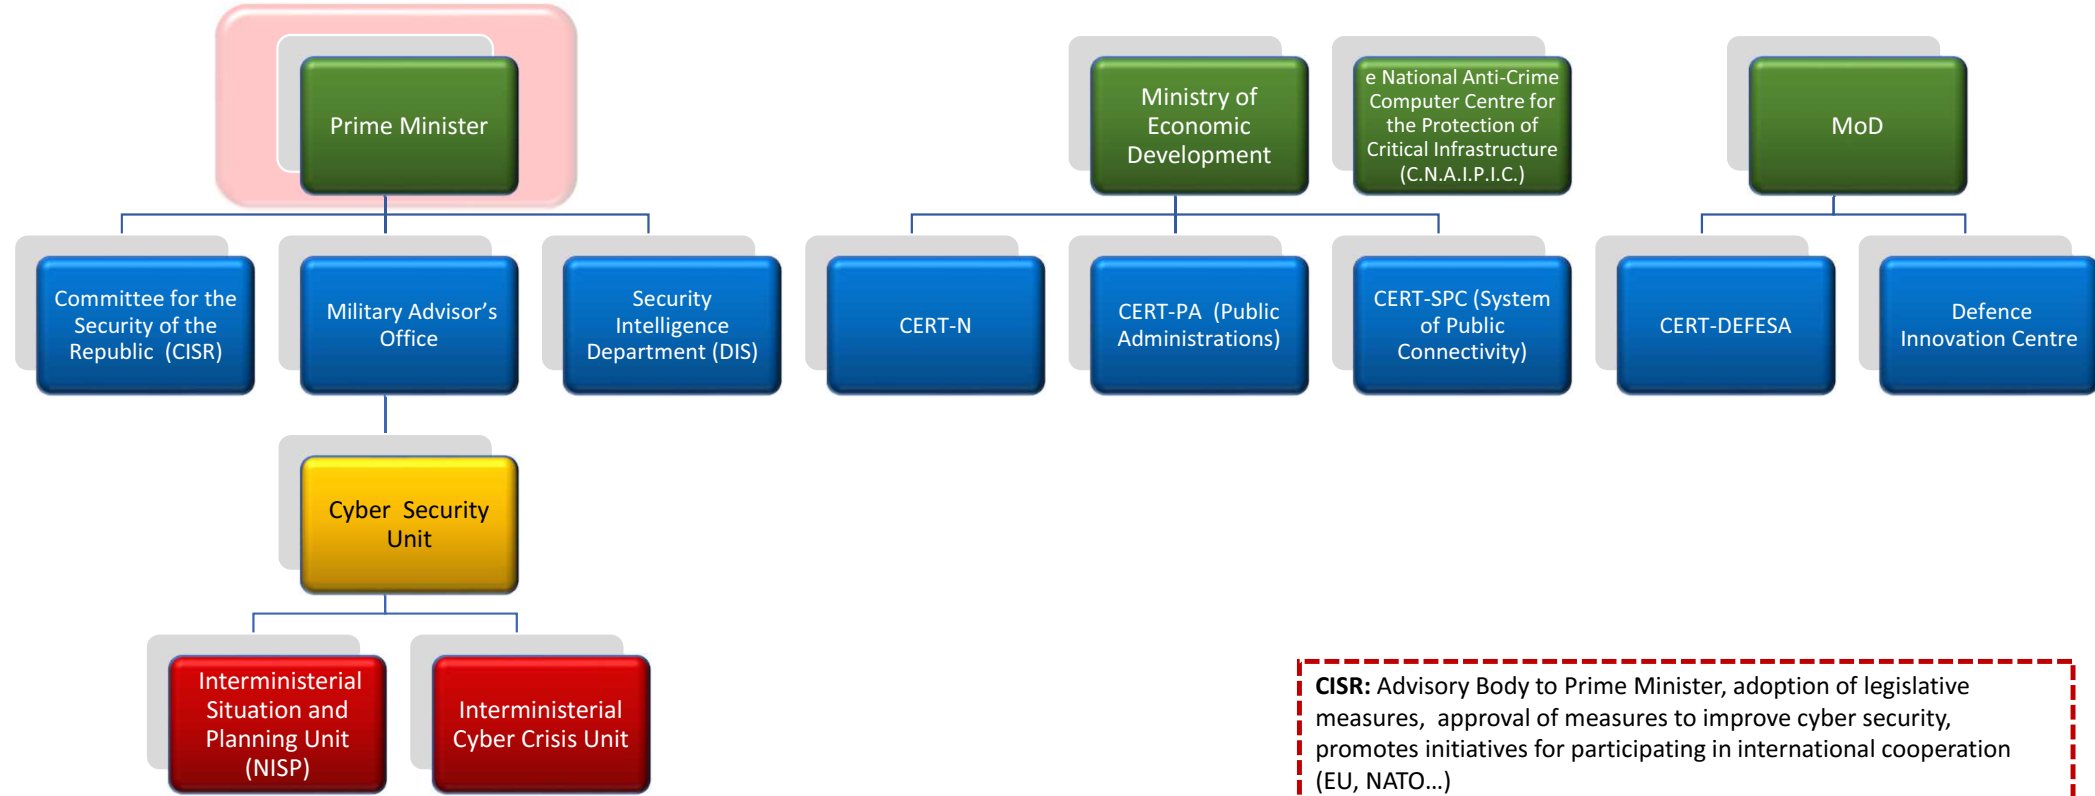 Prime Minister
Ministry of
Economic
Development
e National Anti-Crime
Computer Centre for
the Protection of
Critical Infrastructure
(C.N.A.I.P.I.C.)
MoD
Committee for the
Security of the
Republic (CISR)
Military Advisor’s
Office
Security
Intelligence
Department (DIS)
CERT-N
CERT-PA (Public
Administrations)
CERT-SPC (System
of Public
Connectivity)
CERT-DEFESA
Defence
Innovation Centre
Cyber Security
Unit
Interministerial
Situation and
Planning Unit
(NISP)
Interministerial
Cyber Crisis Unit
CISR: Advisory Body to Prime Minister, adoption of legislative
measures, approval of measures to improve cyber security,
promotes initiatives for participating in international cooperation
(EU, NATO…)